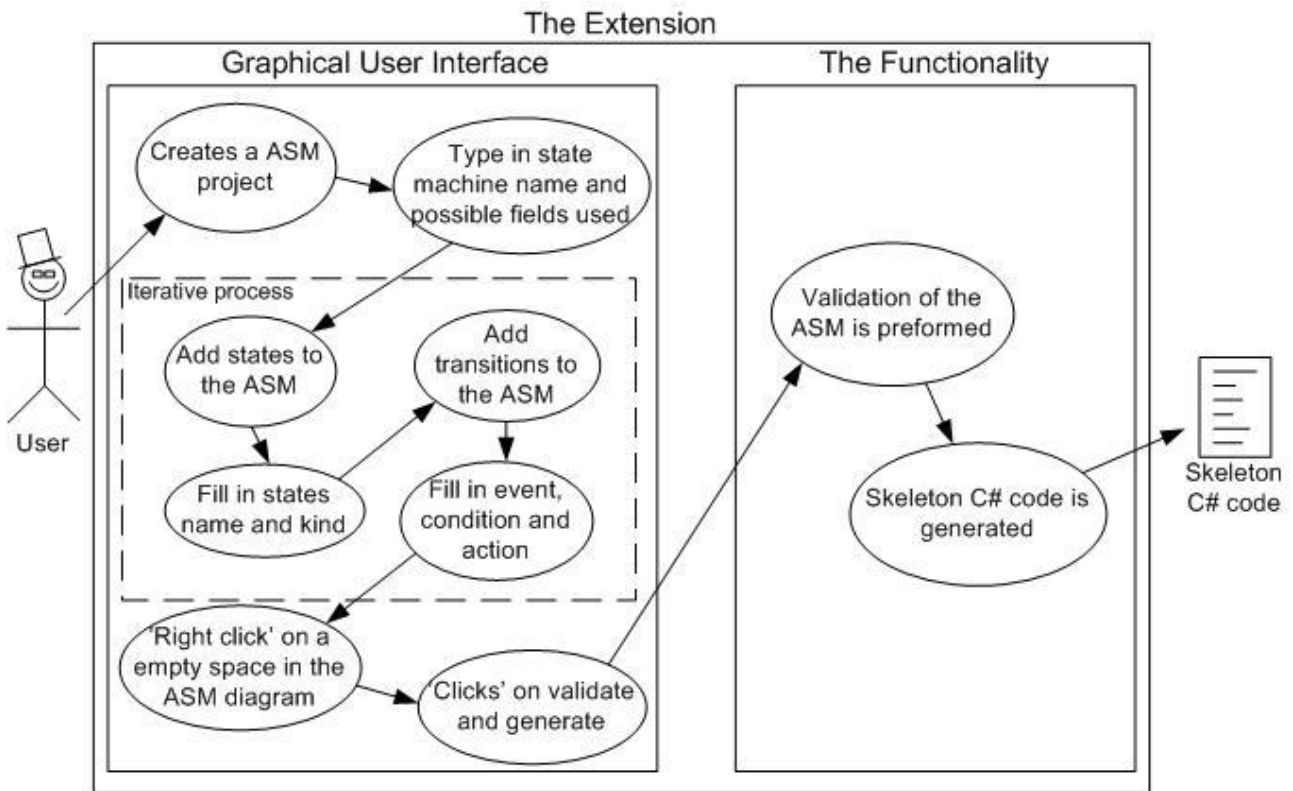 The Extension
Graphical User Interface
The Functionality
Creates a ASM
project
Type in state
machine name and
possible fields used
Iterative process
Add states to
the ASM
Add
transitions to
the ASM
Fill in states
name and kind
Fill in event,
condition and
action
'Right click' on a
empty space in the
ASM diagram
'Clicks' on validate
and generate
Validation of the
ASM is preformed
Skeleton C# code is
generated
User
Skeleton
C# code